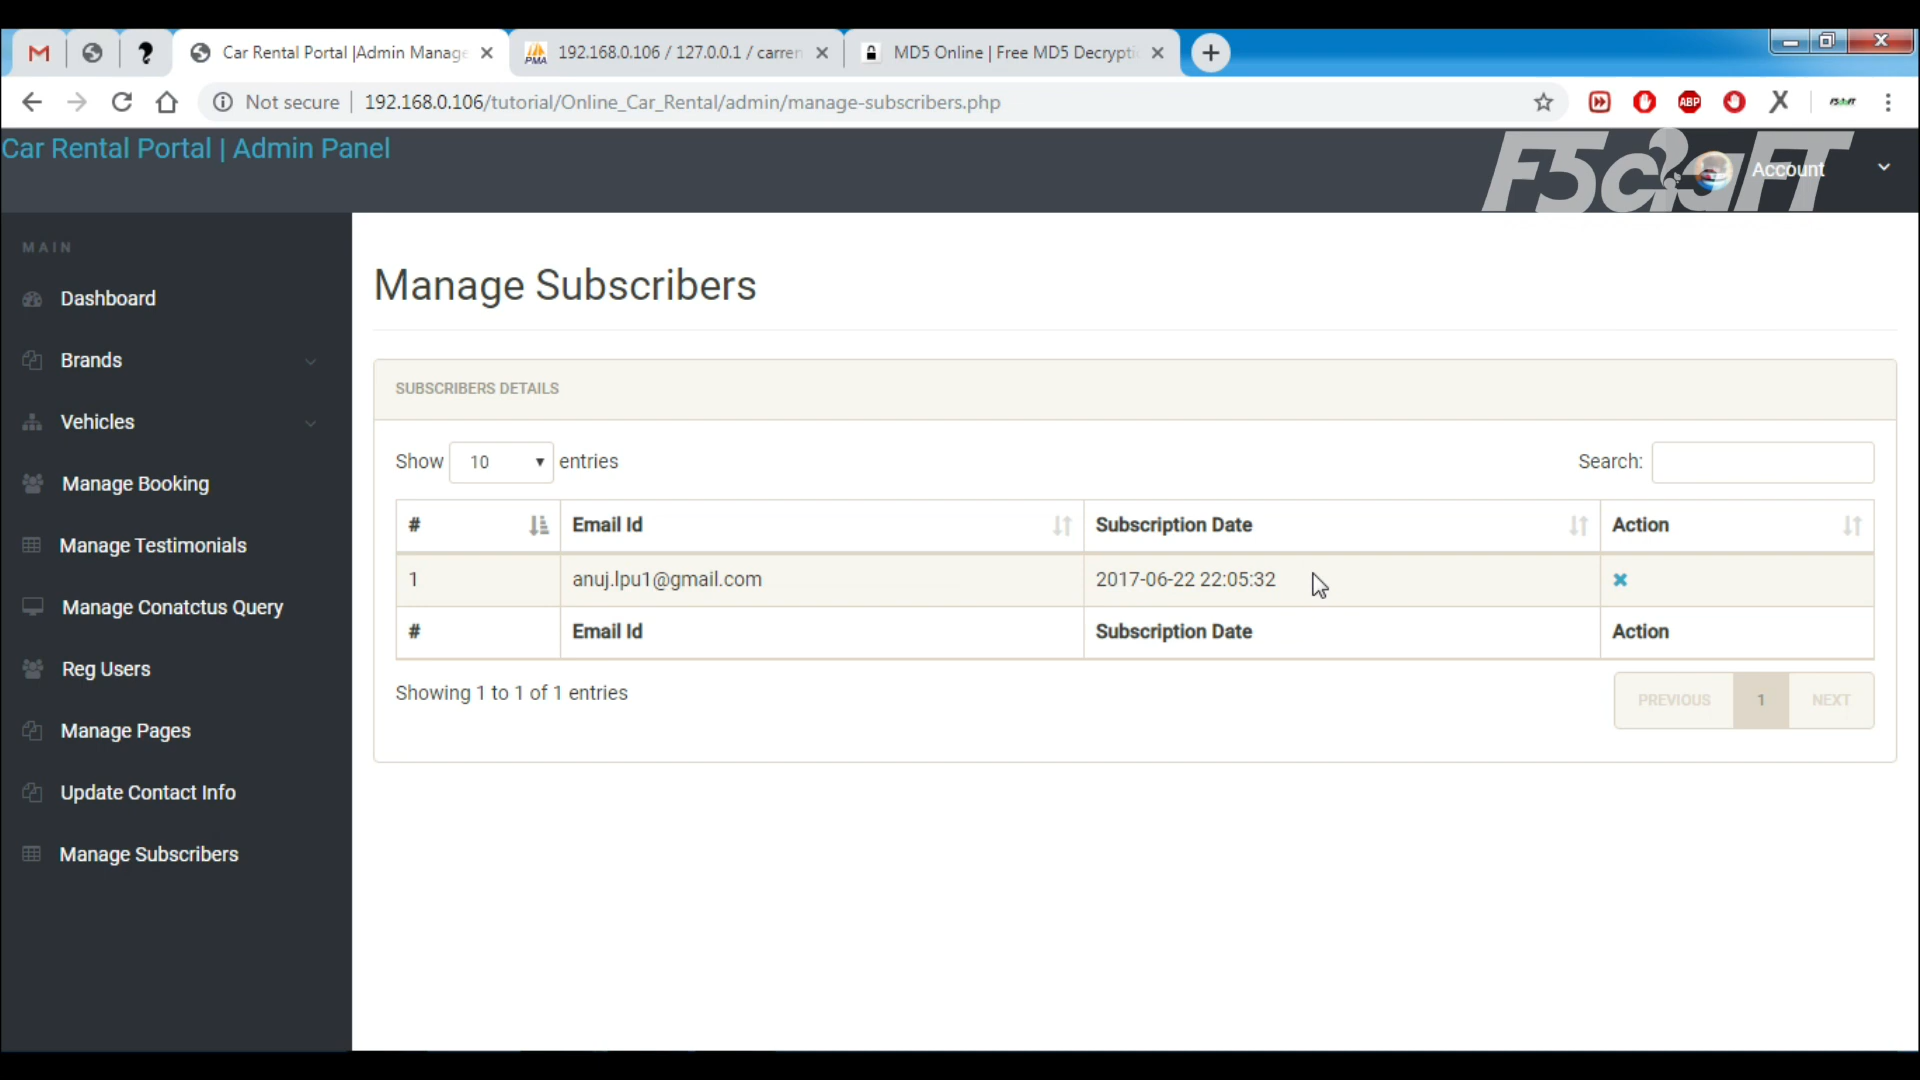 Car Rental Portal |Admin Manage
192.168.0.106 / 127.0.0.1 / carren
MD5 Online | Free MD5 Decrypti
Not secure | 192.168.0.106/tutorial/Online_Car_Rental/admin/manage-subscribers.php
ABP
Car Rental Portal | Admin Panel
F5craFT
Account
MAIN
Dashboard
Brands
Vehicles
Manage Booking
Manage Testimonials
Manage Conatctus Query
Reg Users
Manage Pages
Update Contact Info
Manage Subscribers
Manage Subscribers
SUBSCRIBERS DETAILS
Show 10 entries
Search:
# Email Id Subscription Date Action
1 anuj.lpu1@gmail.com 2017-06-22 22:05:32
# Email Id Subscription Date Action
Showing 1 to 1 of 1 entries
PREVIOUS 1 NEXT